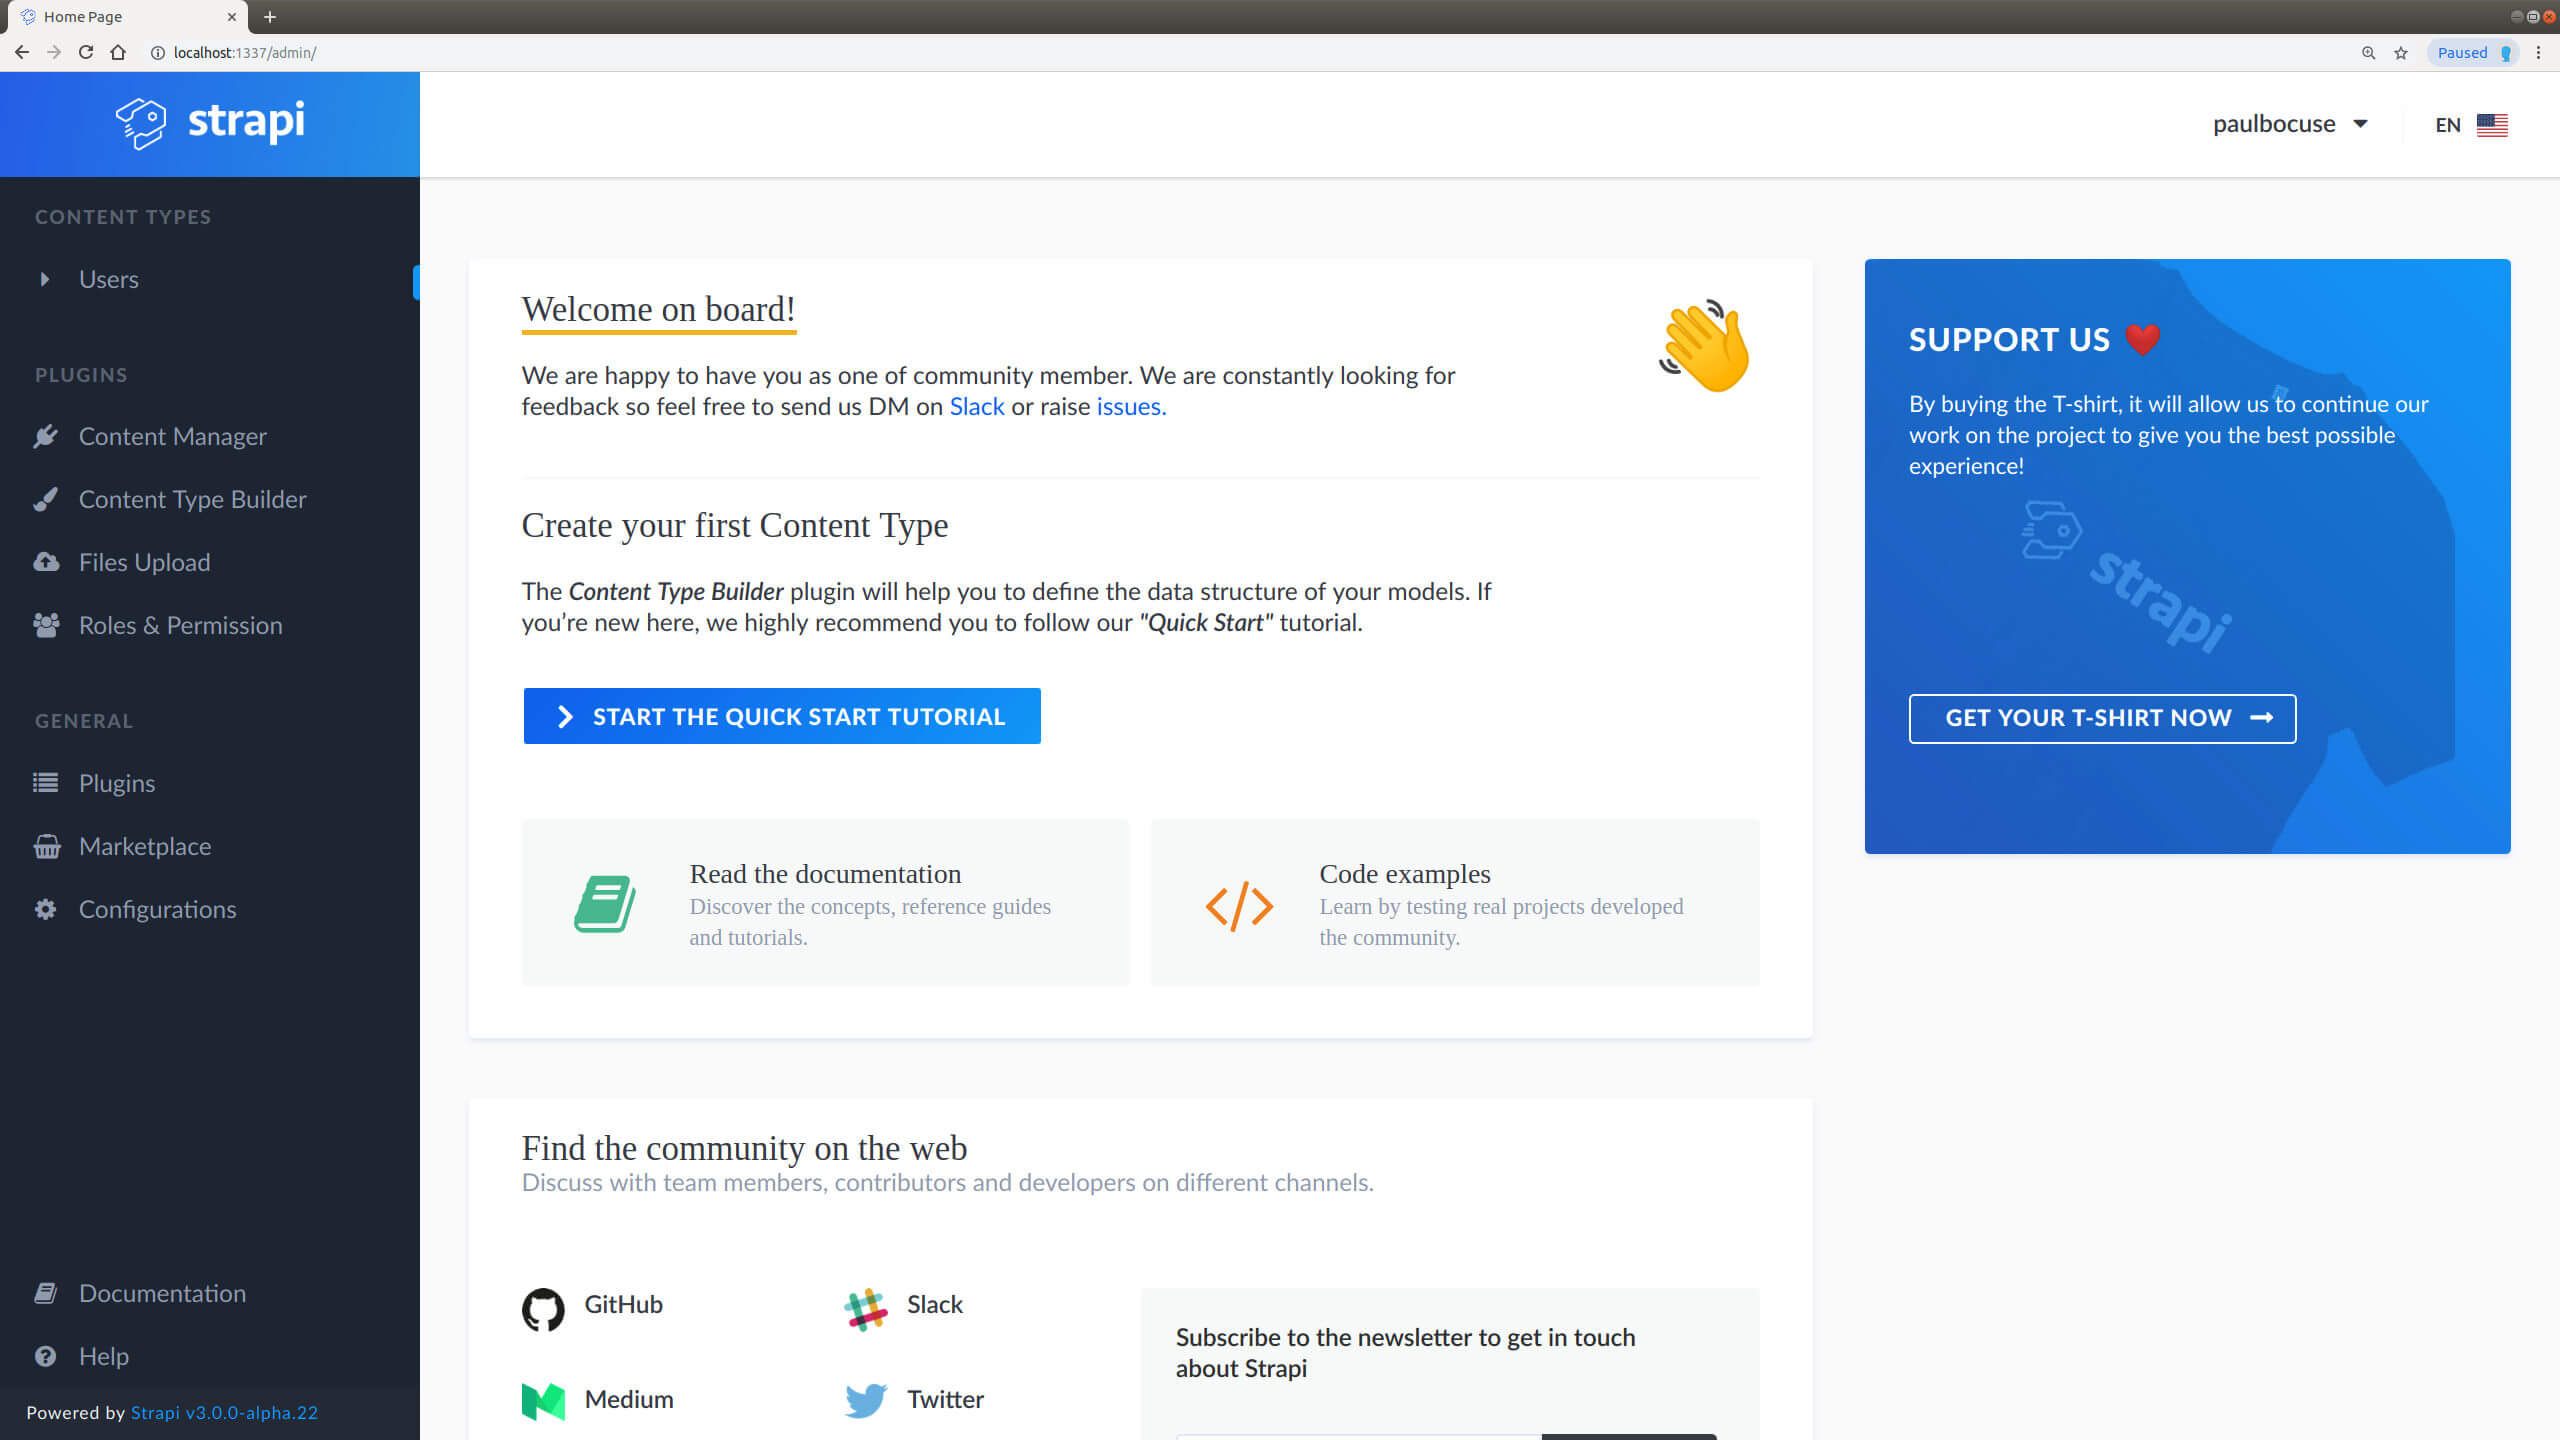 Home Page
localhost:1337/admin/
Paused
strapi
paulbocuse
EN
CONTENT TYPES
Users
PLUGINS
Content Manager
Content Type Builder
Files Upload
Roles & Permission
GENERAL
Plugins
Marketplace
Configurations
Documentation
Help
Powered by Strapi v3.0.0-alpha.22
Welcome on board!
We are happy to have you as one of community member. We are constantly looking for
feedback so feel free to send us DM on Slack or raise issues.
Create your first Content Type
The Content Type Builder plugin will help you to define the data structure of your models. If
you’re new here, we highly recommend you to follow our "Quick Start" tutorial.
START THE QUICK START TUTORIAL
Read the documentation
Discover the concepts, reference guides
and tutorials.
Code examples
Learn by testing real projects developed
the community.
SUPPORT US
By buying the T-shirt, it will allow us to continue our
work on the project to give you the best possible
experience!
strapi
GET YOUR T-SHIRT NOW
Find the community on the web
Discuss with team members, contributors and developers on different channels.
GitHub
Slack
Medium
Twitter
Subscribe to the newsletter to get in touch
about Strapi